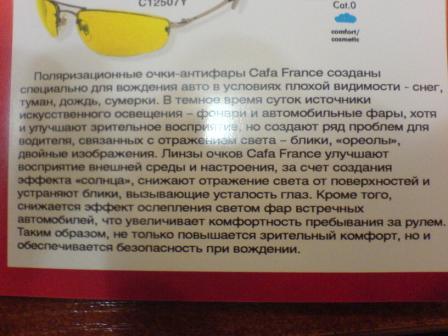 C12507Y
Cat.0
comfort/
cosmetic
Поляризационные очки-антифары Cafa France созданы
специально для вождения авто в условиях плохой видимости - снег,
туман, дождь, сумерки. В темное время суток источники
искусственного освещения – фонари и автомобильные фары, хотя
и улучшают зрительное восприятие, но создают ряд проблем для
водителя, связанных с отражением света – блики, «ореолы»,
двойные изображения. Линзы очков Cafa France улучшают
восприятие внешней среды и настроения, за счет создания
эффекта «солнца», снижают отражение света от поверхностей и
устраняют блики, вызывающие усталость глаз. Кроме того,
снижается эффект ослепления светом фар встречных
автомобилей, что увеличивает комфортность пребывания за рулем.
Таким образом, не только повышается зрительный комфорт, но и
обеспечивается безопасность при вождении.